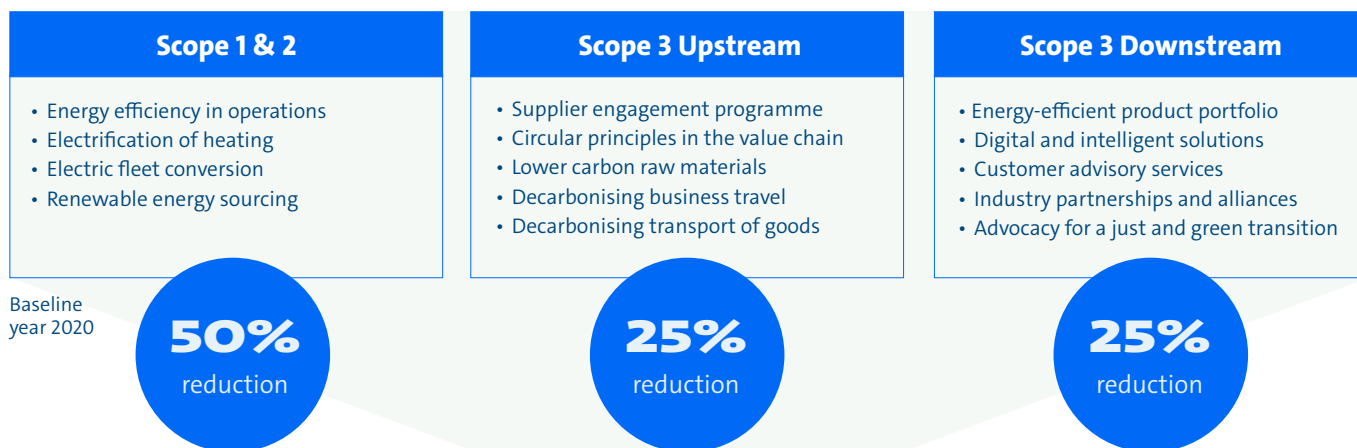 Scope 1 & 2
• Energy efficiency in operations
• Electrification of heating
• Electric fleet conversion
• Renewable energy sourcing
Scope 3 Upstream
• Supplier engagement programme
• Circular principles in the value chain
• Lower carbon raw materials
• Decarbonising business travel
• Decarbonising transport of goods
Scope 3 Downstream
• Energy-efficient product portfolio
• Digital and intelligent solutions
• Customer advisory services
• Industry partnerships and alliances
• Advocacy for a just and green transition
Baseline
year 2020
50%
reduction
25%
reduction
25%
reduction